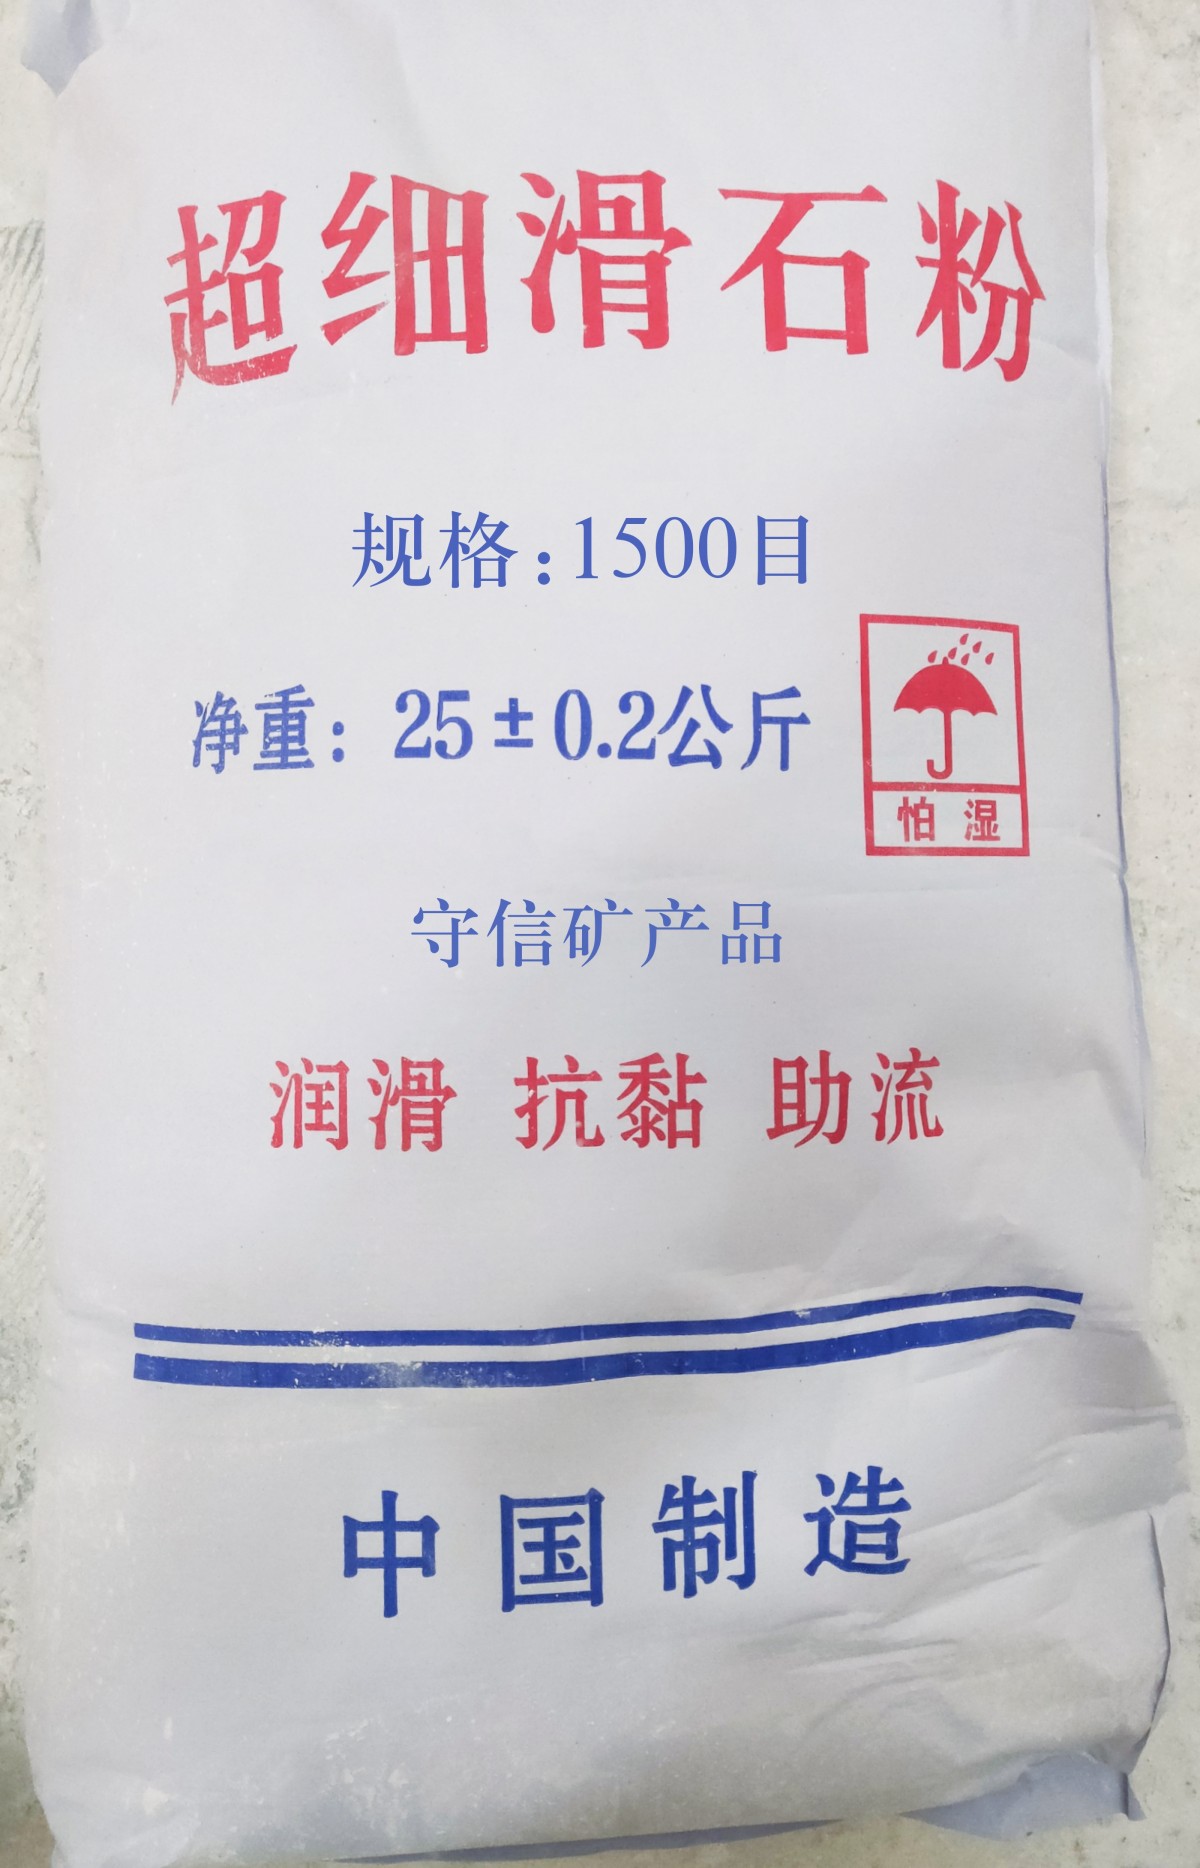 超细滑石粉
规格：1500目
净重：25±0.2公斤
怕湿
守信矿产品
润滑 抗黏 助流
中国制造